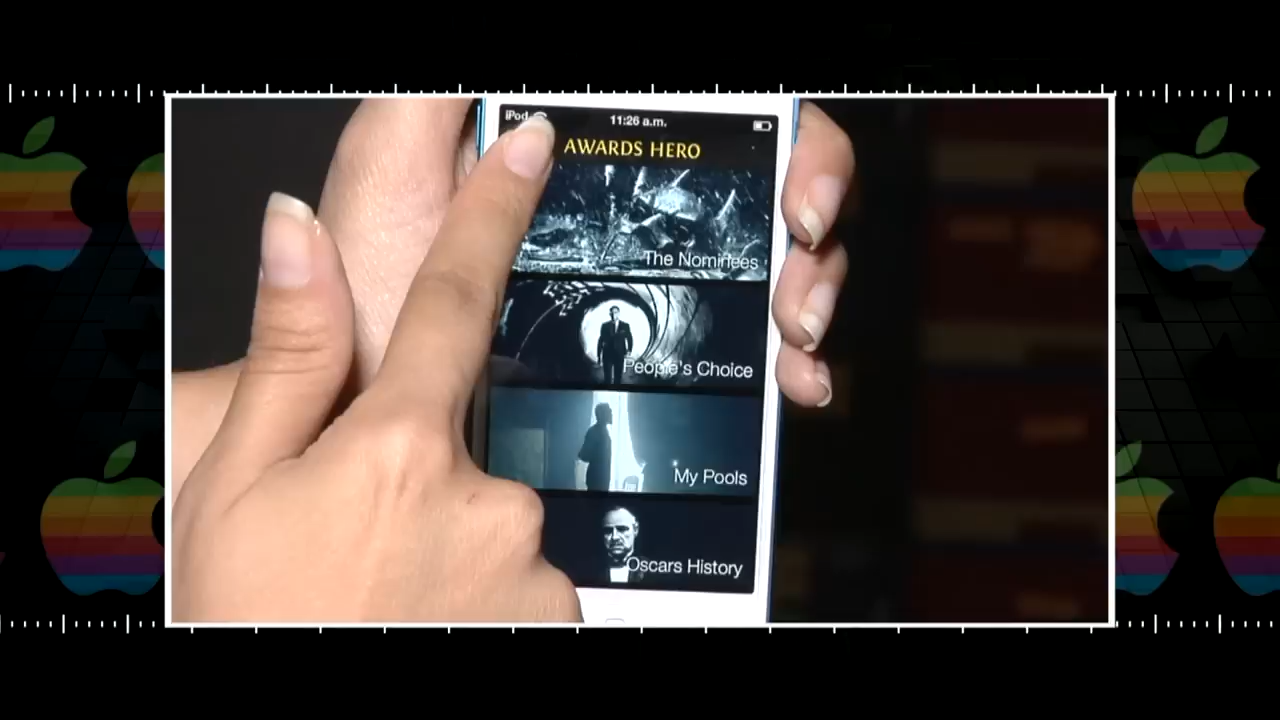 iPod
11:26 a.m.
AWARDS HERO
The Nominees
People's Choice
My Pools
Oscars History